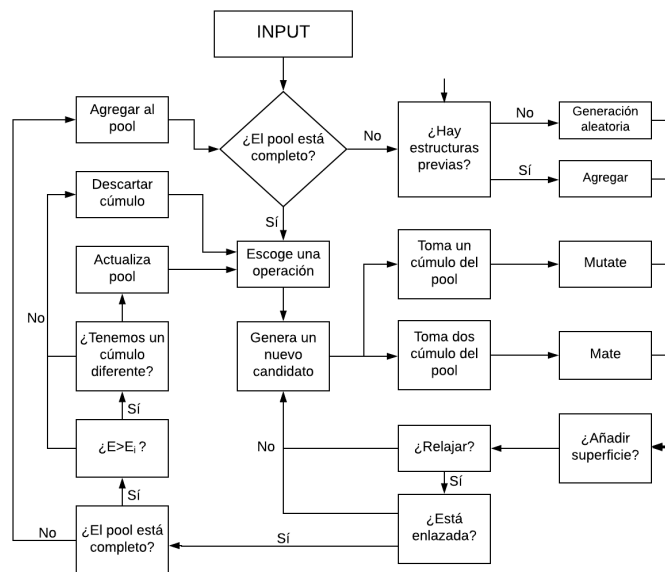 INPUT
Agregar al
pool
¿El pool está
completo?
No
¿Hay
estructuras
previas?
No
Generación
aleatoria
Sí
Agregar
Descartar
cúmulo
Sí
Escoge una
operación
Actualiza
pool
Toma un
cúmulo del
pool
Mutate
No
¿Tenemos un
cúmulo
diferente?
Genera un
nuevo
candidato
Toma dos
cúmulo del
pool
Mate
Sí
¿E>Ei ?
No
¿Relajar?
¿Añadir
superficie?
Sí
Sí
¿Está
enlazada?
No
¿El pool está
completo?
Sí